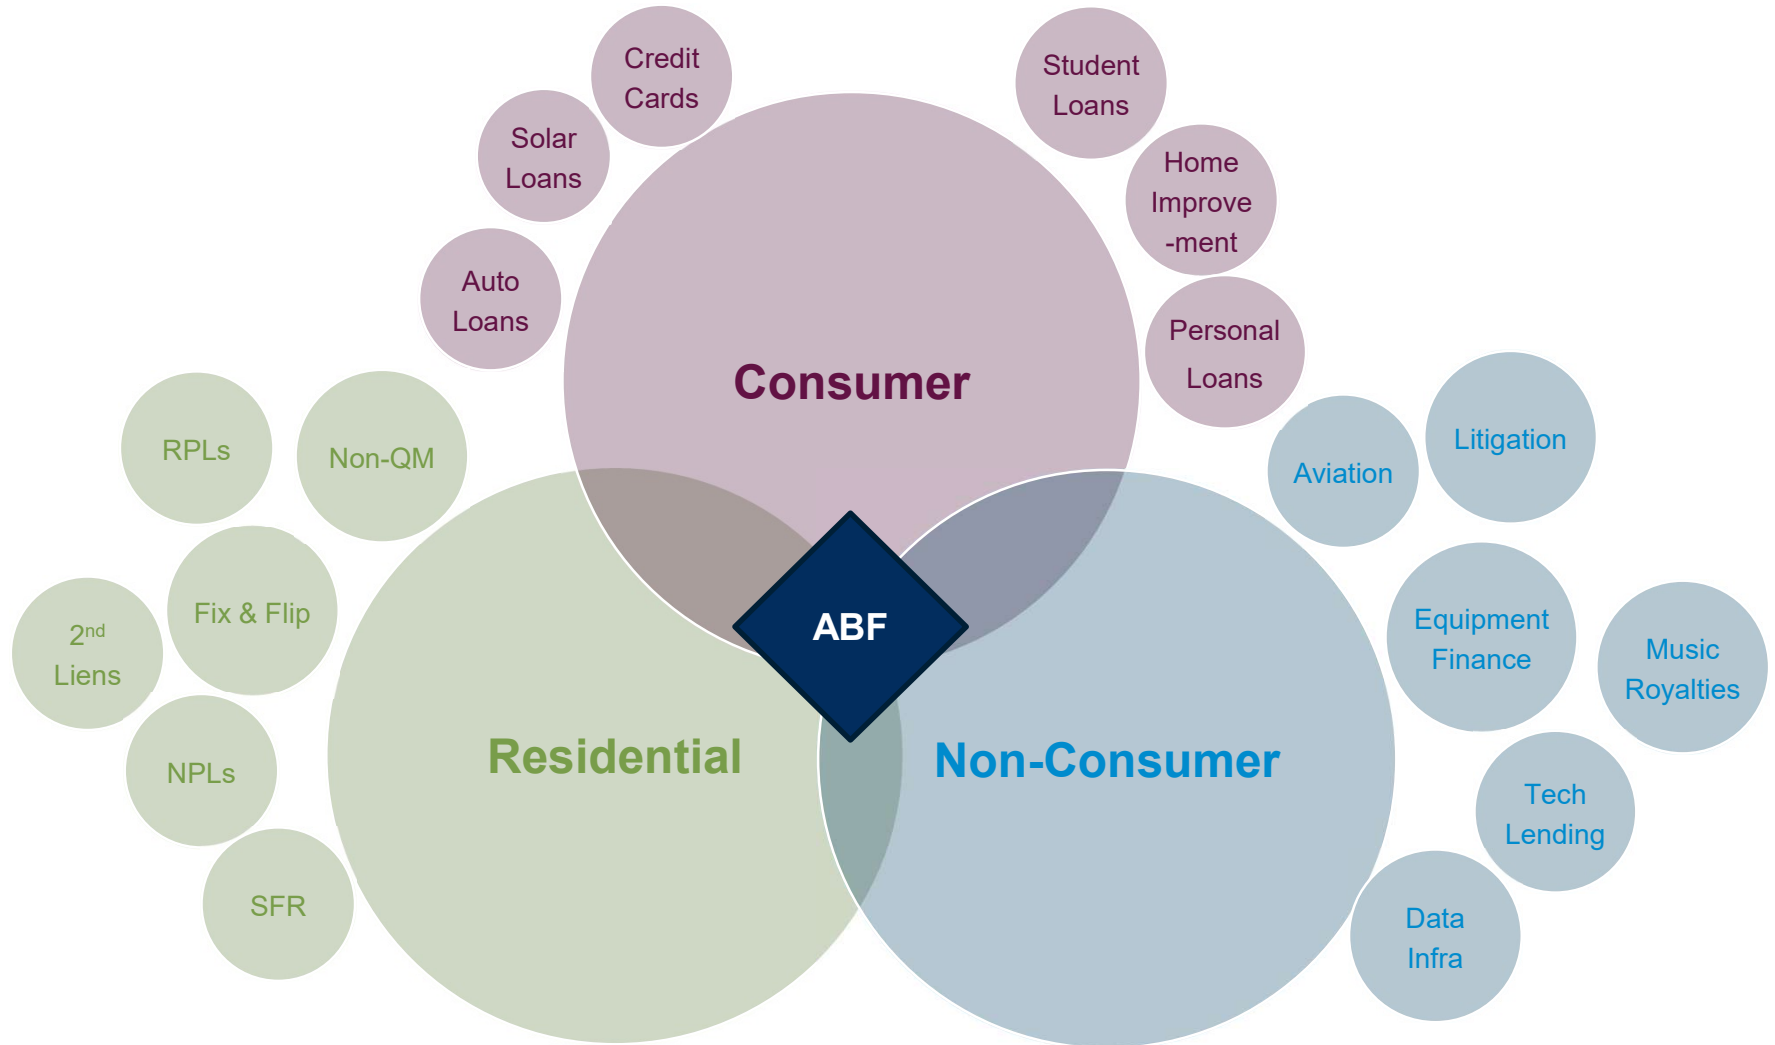 Credit
Cards
Student
Loans
Solar
Loans
Home
Improve
-ment
Auto
Loans
Personal
Loans
Consumer
RPLs
Non-QM
Aviation
Litigation
Fix & Flip
2nd
Liens
ABF
Equipment
Finance
Music
Royalties
NPLs
Residential
Non-Consumer
Tech
Lending
SFR
Data
Infra